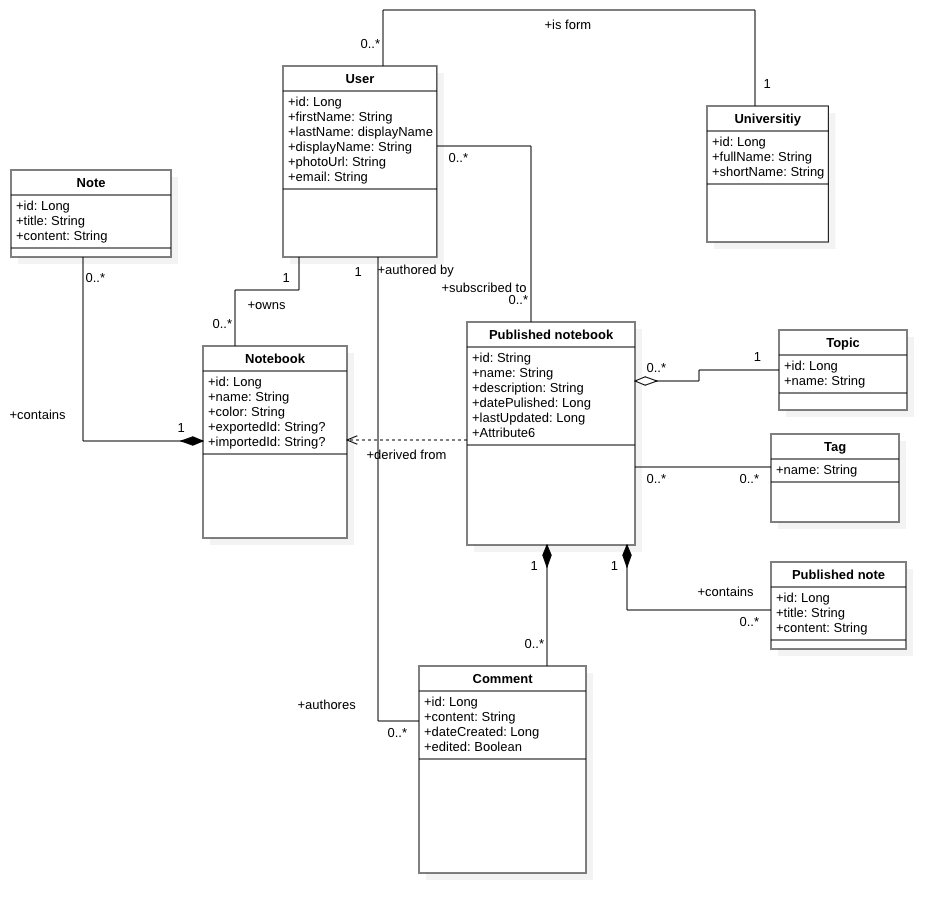 +is form
0..*
1
User
+id: Long
+firstName: String
+lastName: displayName
+displayName: String
+photoUrl: String
+email: String
Universitiy
+id: Long
+fullName: String
+shortName: String
0..*
Note
+id: Long
+title: String
+content: String
0..*
1
1
+authored by
+owns
+subscribed to
0..*
0..*
Notebook
+id: Long
+name: String
+color: String
+exportedId: String?
+importedId: String?
+contains
1
+derived from
Published notebook
+id: String
+name: String
+description: String
+datePulished: Long
+lastUpdated: Long
+Attribute6
0..*
1
Topic
+id: Long
+name: String
Tag
+name: String
0..*
0..*
1
1
Published note
+id: Long
+title: String
+content: String
+contains
0..*
0..*
Comment
+id: Long
+content: String
+dateCreated: Long
+edited: Boolean
+authores
0..*